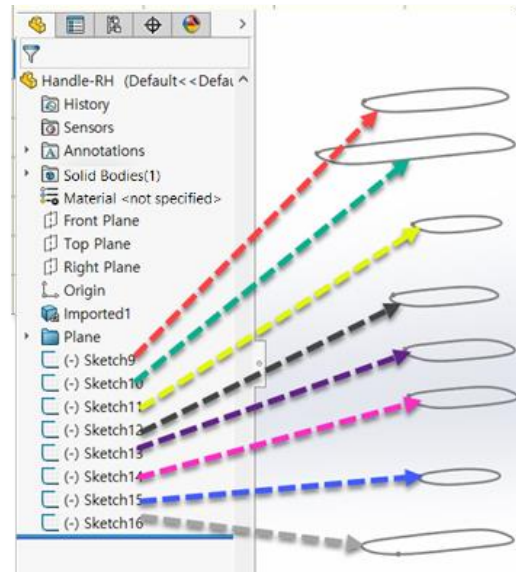 Handle-RH (Default<<Defau
History
Sensors
Annotations
Solid Bodies(1)
Material <not specified>
Front Plane
Top Plane
Right Plane
Origin
Imported1
Plane
(-) Sketch9
(-) Sketch10
(-) Sketch11
(-) Sketch12
(-) Sketch13
(-) Sketch14
(-) Sketch15
(-) Sketch16